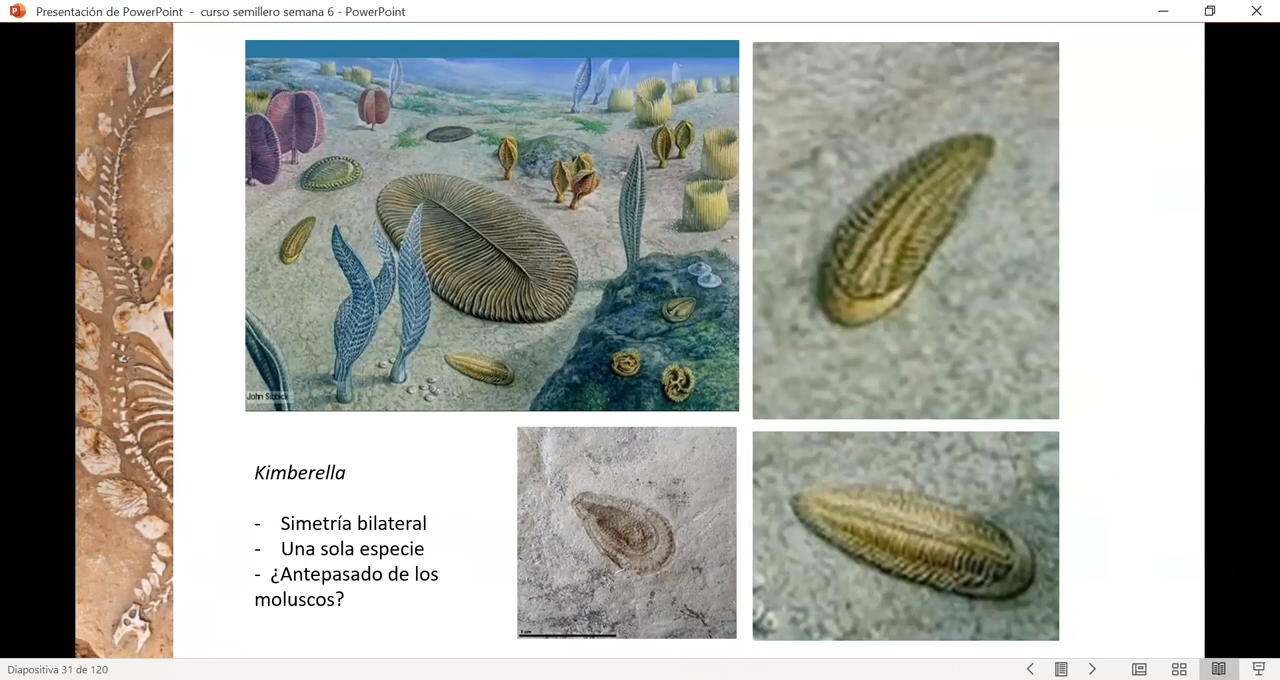 Presentación de PowerPoint - curso semillero semana 6 - PowerPoint
John Sibbick
Kimberella
- Simetría bilateral
- Una sola especie
- ¿Antepasado de los
moluscos?
Diapositiva 31 de 120